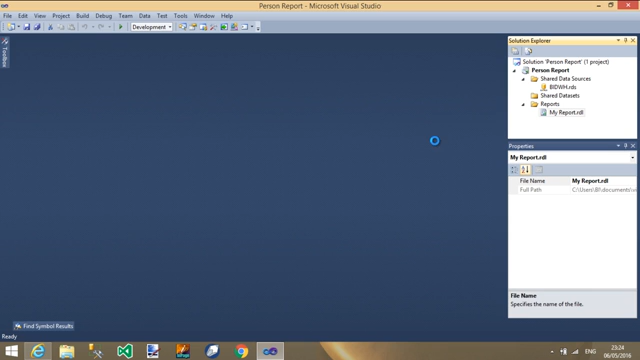 Person Report - Microsoft Visual Studio
File Edit View Project Build Debug Team Data Test Tools Window Help
Development
Toolbox
Solution Explorer
Solution 'Person Report' (1 project)
Person Report
Shared Data Sources
BIDWH.rds
Shared Datasets
Reports
My Report.rdl
Properties
My Report.rdl
File Name My Report.rdl
Full Path C:\Users\BI\documents\
File Name
Specifies the name of the file.
Find Symbol Results
Ready
23:24
06/05/2016